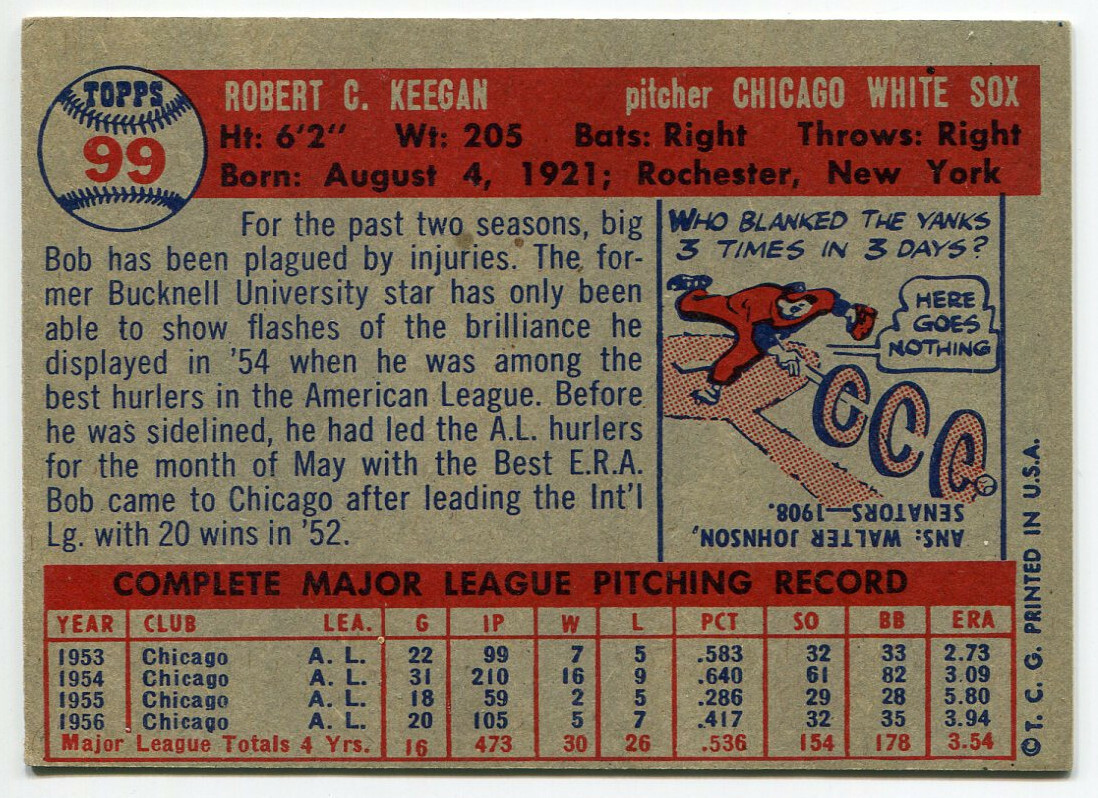 TOPPS
99
ROBERT C. KEEGAN pitcher CHICAGO WHITE SOX
Ht: 6'2" Wt: 205 Bats: Right Throws: Right
Born: August 4, 1921; Rochester, New York
For the past two seasons, big
Bob has been plagued by injuries. The for-
mer Bucknell University star has only been
able to show flashes of the brilliance he
displayed in '54 when he was among the
best hurlers in the American League. Before
he was sidelined, he had led the A.L. hurlers
for the month of May with the Best E.R.A.
Bob came to Chicago after leading the Int'l
Lg. with 20 wins in '52.
WHO BLANKED THE YANKS
3 TIMES IN 3 DAYS?
HERE
GOES
NOTHING
ANS: WALTER JOHNSON,
SENATORS—1908.
COMPLETE MAJOR LEAGUE PITCHING RECORD
YEAR CLUB LEA. G IP W L PCT SO BB ERA
1953 Chicago A. L. 22 99 7 5 .583 32 33 2.73
1954 Chicago A. L. 31 210 16 9 .640 61 82 3.09
1955 Chicago A. L. 18 59 2 5 .286 29 28 5.80
1956 Chicago A. L. 20 105 5 7 .417 32 35 3.94
Major League Totals 4 Yrs. 16 473 30 26 .536 154 178 3.54
© T. C. G. PRINTED IN U.S.A.